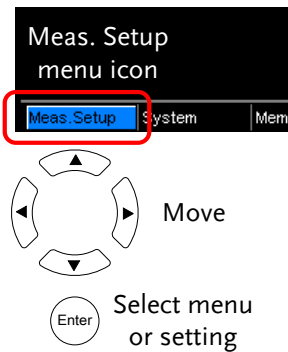 Meas. Setup
menu icon
Meas.Setup System Mem
Move
Enter
Select menu
or setting